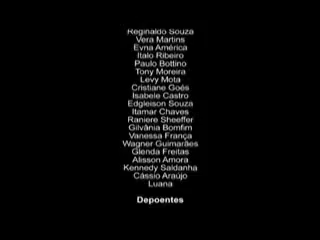 Reginaldo Souza
Vera Martins
Evna América
Italo Ribeiro
Paulo Bottino
Tony Moreira
Levy Mota
Cristiane Goés
Isabele Castro
Edgleison Souza
Itamar Chaves
Raniere Sheeffer
Gilvânia Bomfim
Vanessa França
Wagner Guimarães
Glenda Freitas
Alisson Amora
Kennedy Saldanha
Cássio Araújo
Luana
Depoentes